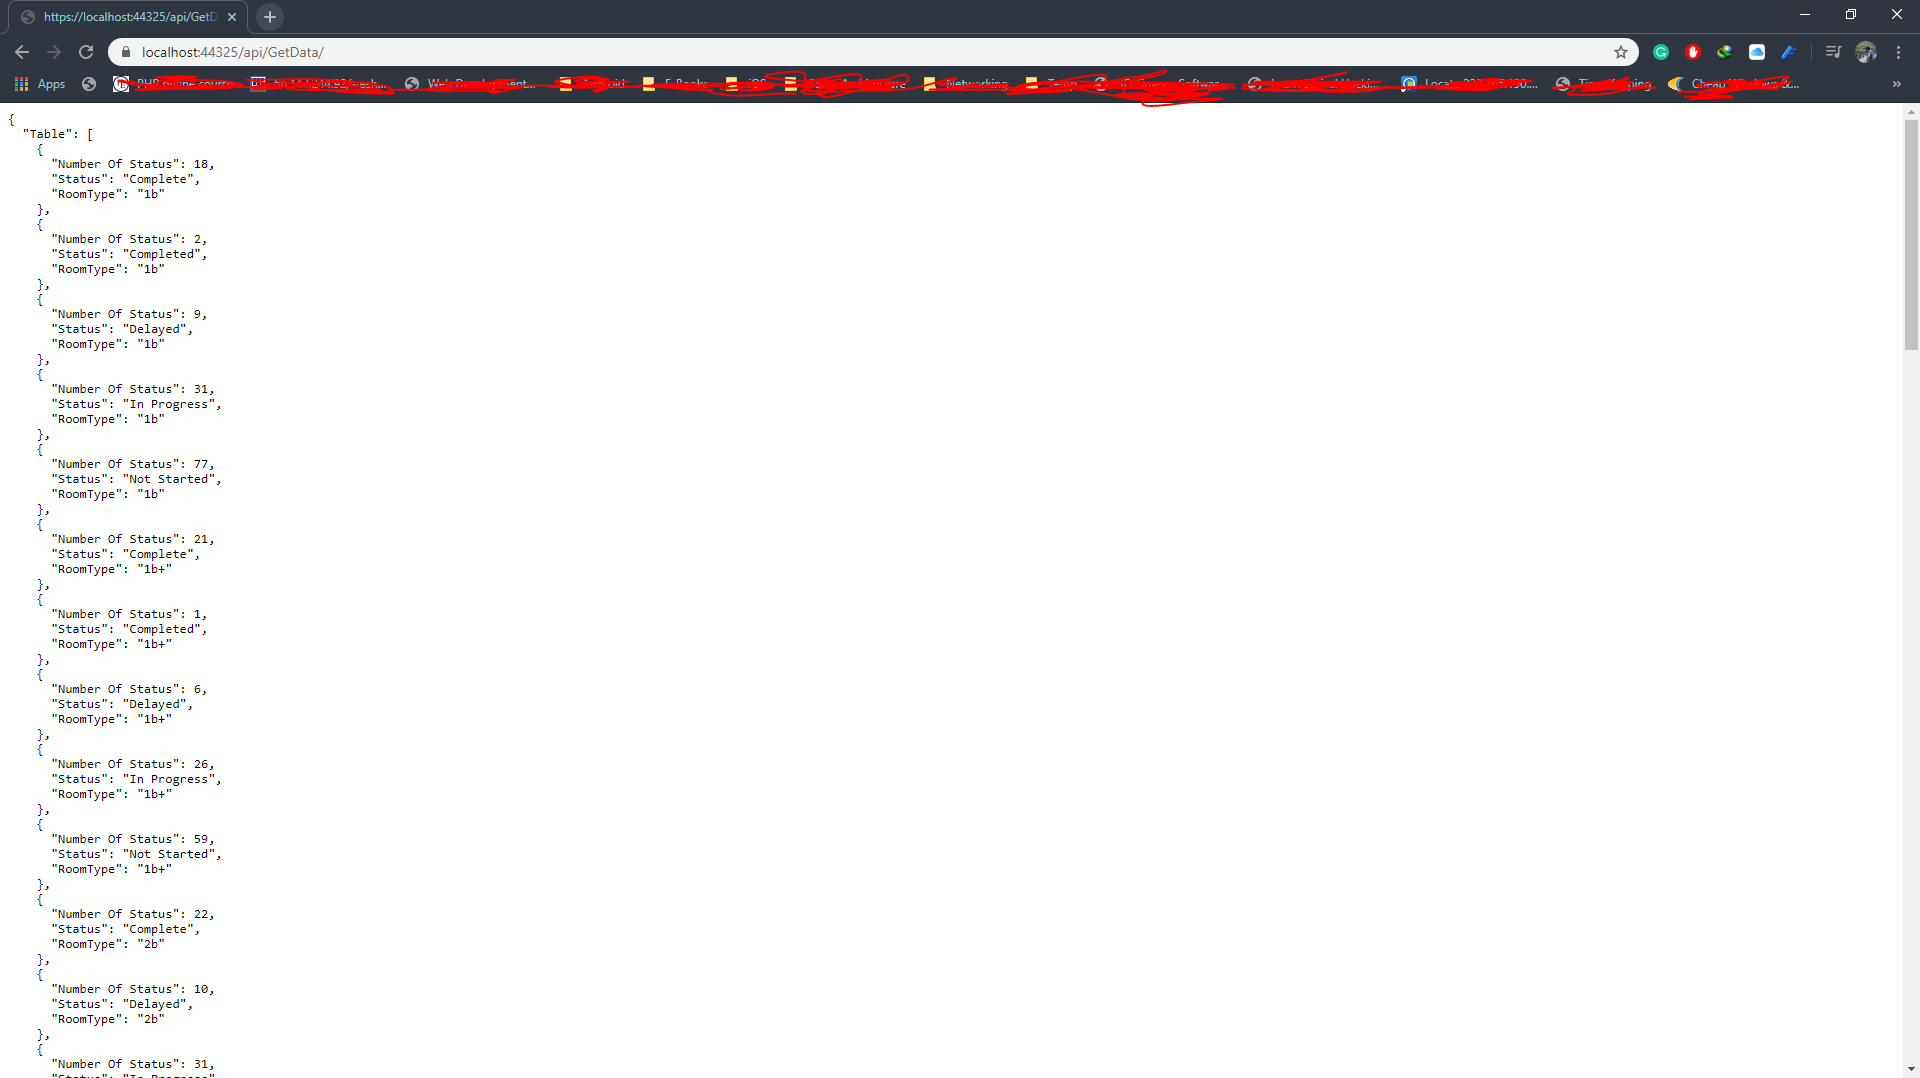 https://localhost:44325/api/GetD
localhost:44325/api/GetData/
Apps
Networking
{
"Table": [
{
"Number Of Status": 18,
"Status": "Complete",
"RoomType": "1b"
},
{
"Number Of Status": 2,
"Status": "Completed",
"RoomType": "1b"
},
{
"Number Of Status": 9,
"Status": "Delayed",
"RoomType": "1b"
},
{
"Number Of Status": 31,
"Status": "In Progress",
"RoomType": "1b"
},
{
"Number Of Status": 77,
"Status": "Not Started",
"RoomType": "1b"
},
{
"Number Of Status": 21,
"Status": "Complete",
"RoomType": "1b+"
},
{
"Number Of Status": 1,
"Status": "Completed",
"RoomType": "1b+"
},
{
"Number Of Status": 6,
"Status": "Delayed",
"RoomType": "1b+"
},
{
"Number Of Status": 26,
"Status": "In Progress",
"RoomType": "1b+"
},
{
"Number Of Status": 59,
"Status": "Not Started",
"RoomType": "1b+"
},
{
"Number Of Status": 22,
"Status": "Complete",
"RoomType": "2b"
},
{
"Number Of Status": 10,
"Status": "Delayed",
"RoomType": "2b"
},
{
"Number Of Status": 31,
"Status": "In Progress"